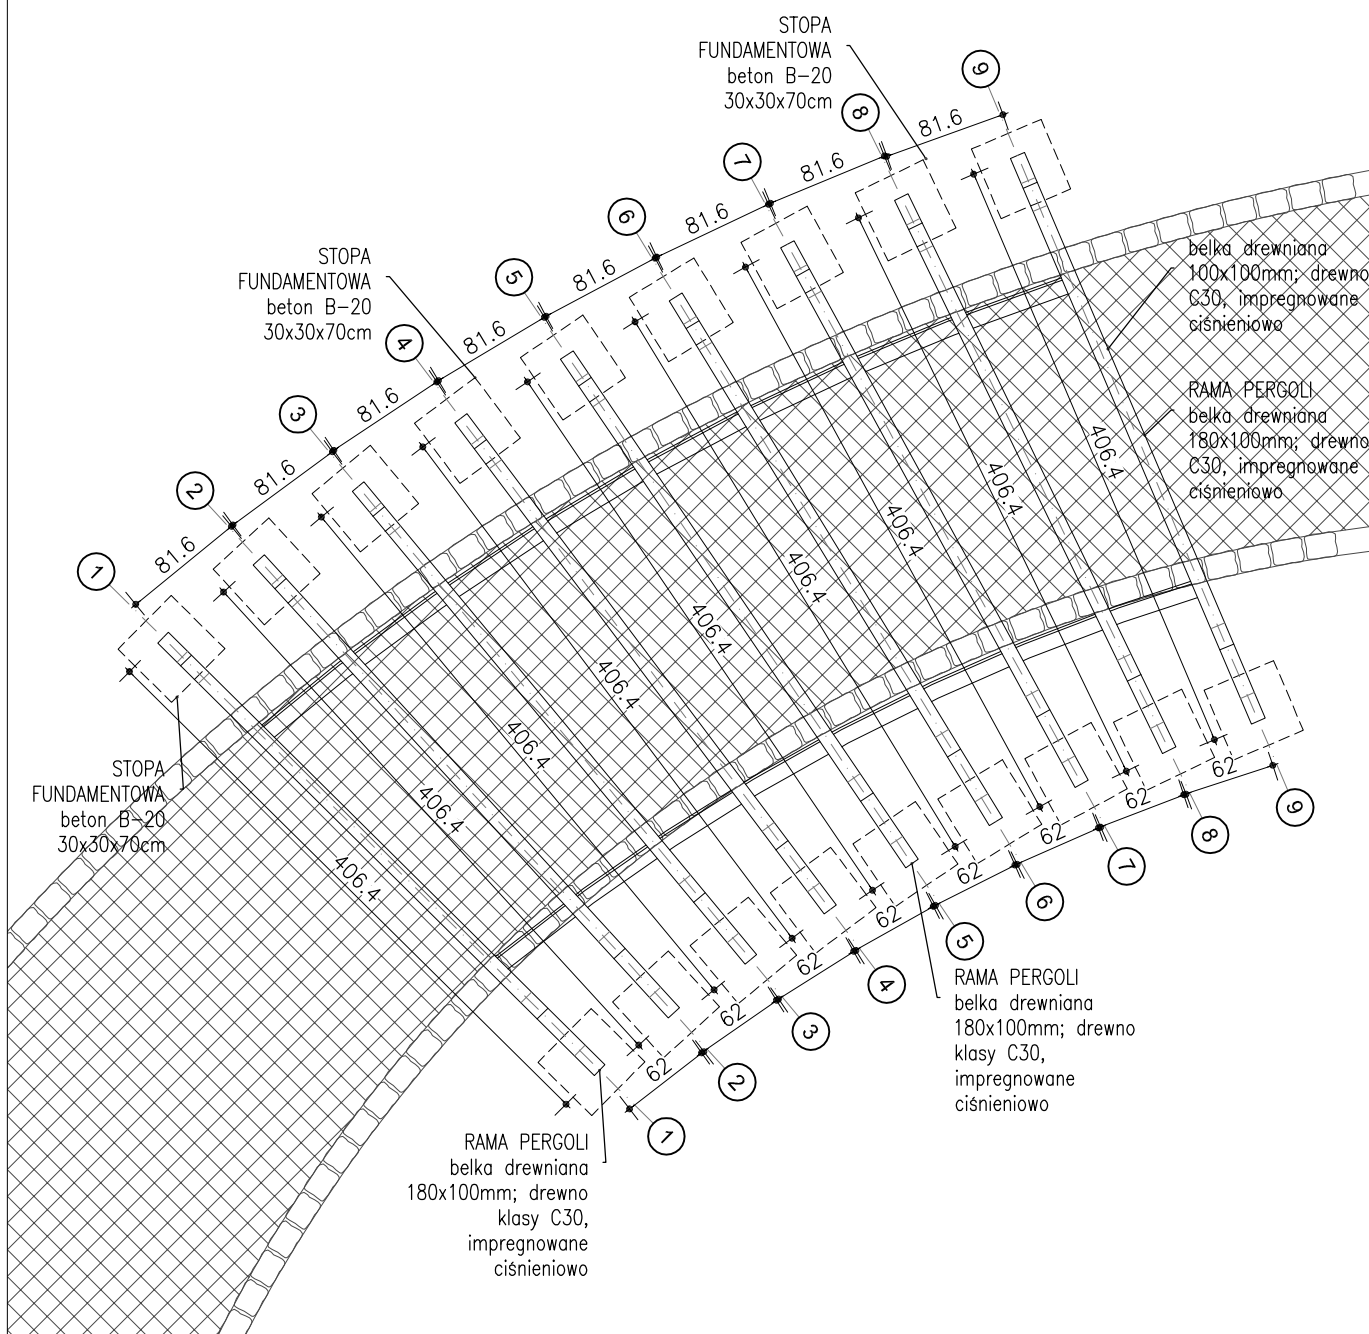 STOPA
FUNDAMENTOWA
beton B-20
30x30x70cm
9
8
81.6
7
81.6
6
81.6
5
81.6
4
81.6
3
81.6
2
81.6
1
81.6
STOPA
FUNDAMENTOWA
beton B-20
30x30x70cm
belka drewniana
100x100mm; drewno
C30, impregnowane
ciśnieniowo
RAMA PERGOLI
belka drewniana
180x100mm; drewno
C30, impregnowane
ciśnieniowo
406.4
406.4
406.4
406.4
406.4
406.4
406.4
406.4
406.4
STOPA
FUNDAMENTOWA
beton B-20
30x30x70cm
62
9
62
8
62
7
62
6
62
5
62
4
62
3
62
2
1
RAMA PERGOLI
belka drewniana
180x100mm; drewno
klasy C30,
impregnowane
ciśnieniowo
RAMA PERGOLI
belka drewniana
180x100mm; drewno
klasy C30,
impregnowane
ciśnieniowo